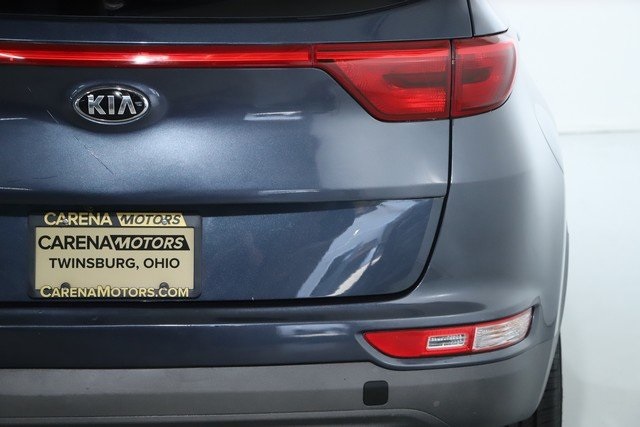 KIA
CARENA MOTORS
CARENA MOTORS
TWINSBURG, OHIO
CARENAMOTORS.COM